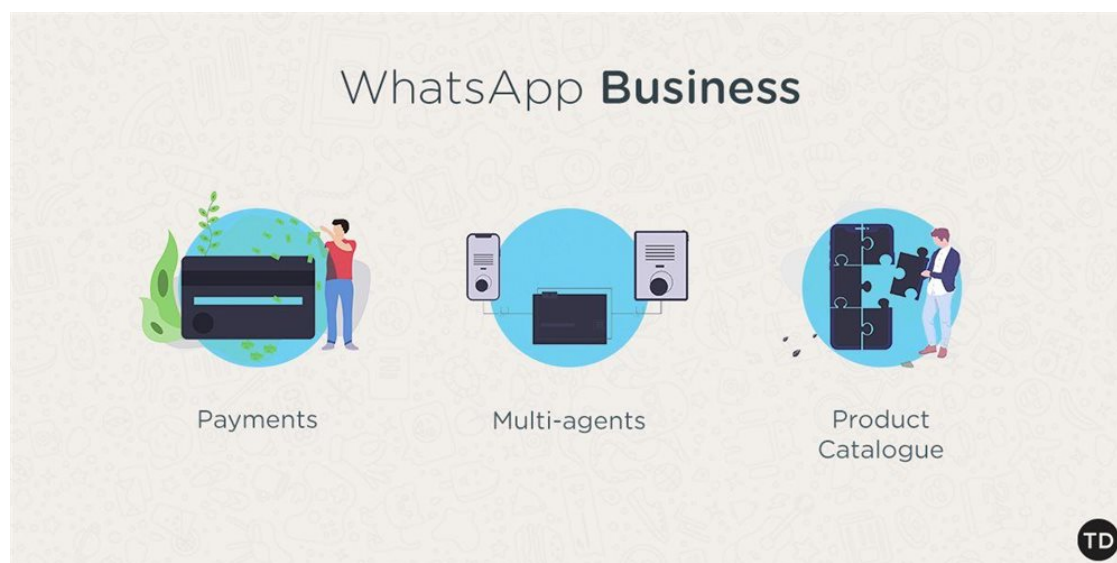 WhatsApp Business
Payments
Multi-agents
Product
Catalogue
TD